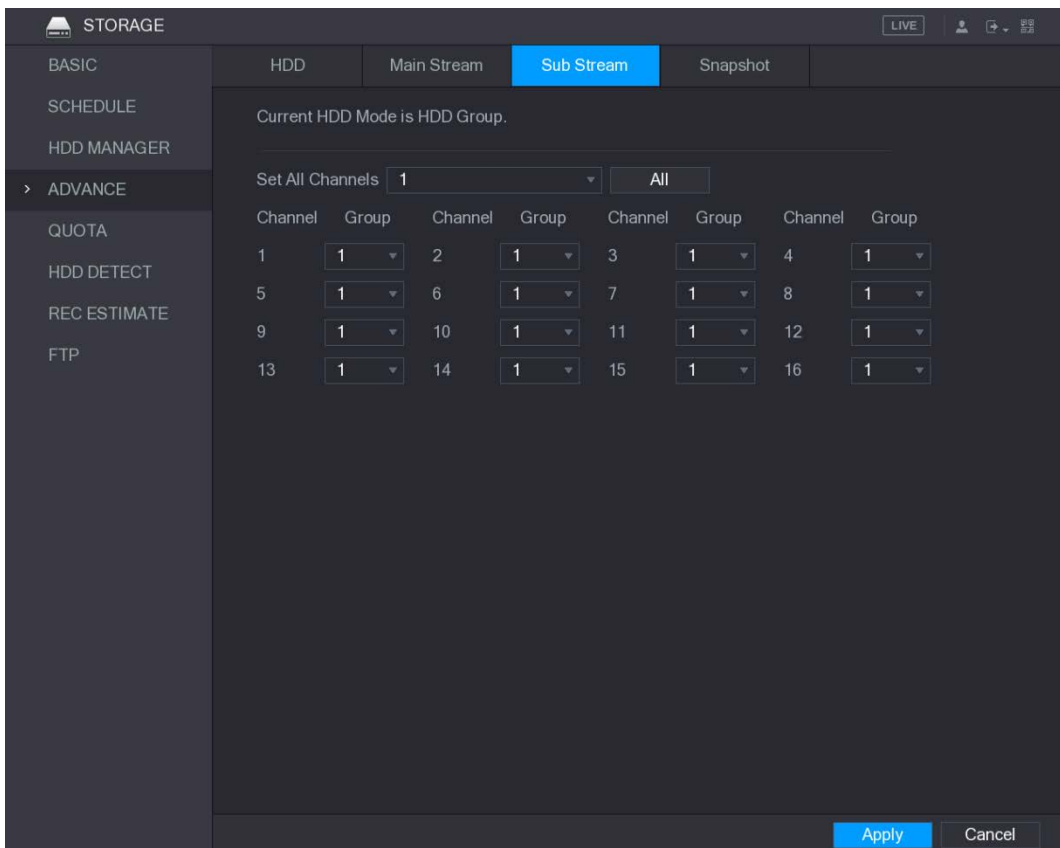 STORAGE LIVE
BASIC
SCHEDULE
HDD MANAGER
> ADVANCE
QUOTA
HDD DETECT
REC ESTIMATE
FTP
HDD Main Stream Sub Stream Snapshot
Current HDD Mode is HDD Group.
Set All Channels 1 All
Channel Group Channel Group Channel Group Channel Group
1 1 2 1 3 1 4 1
5 1 6 1 7 1 8 1
9 1 10 1 11 1 12 1
13 1 14 1 15 1 16 1
Apply Cancel